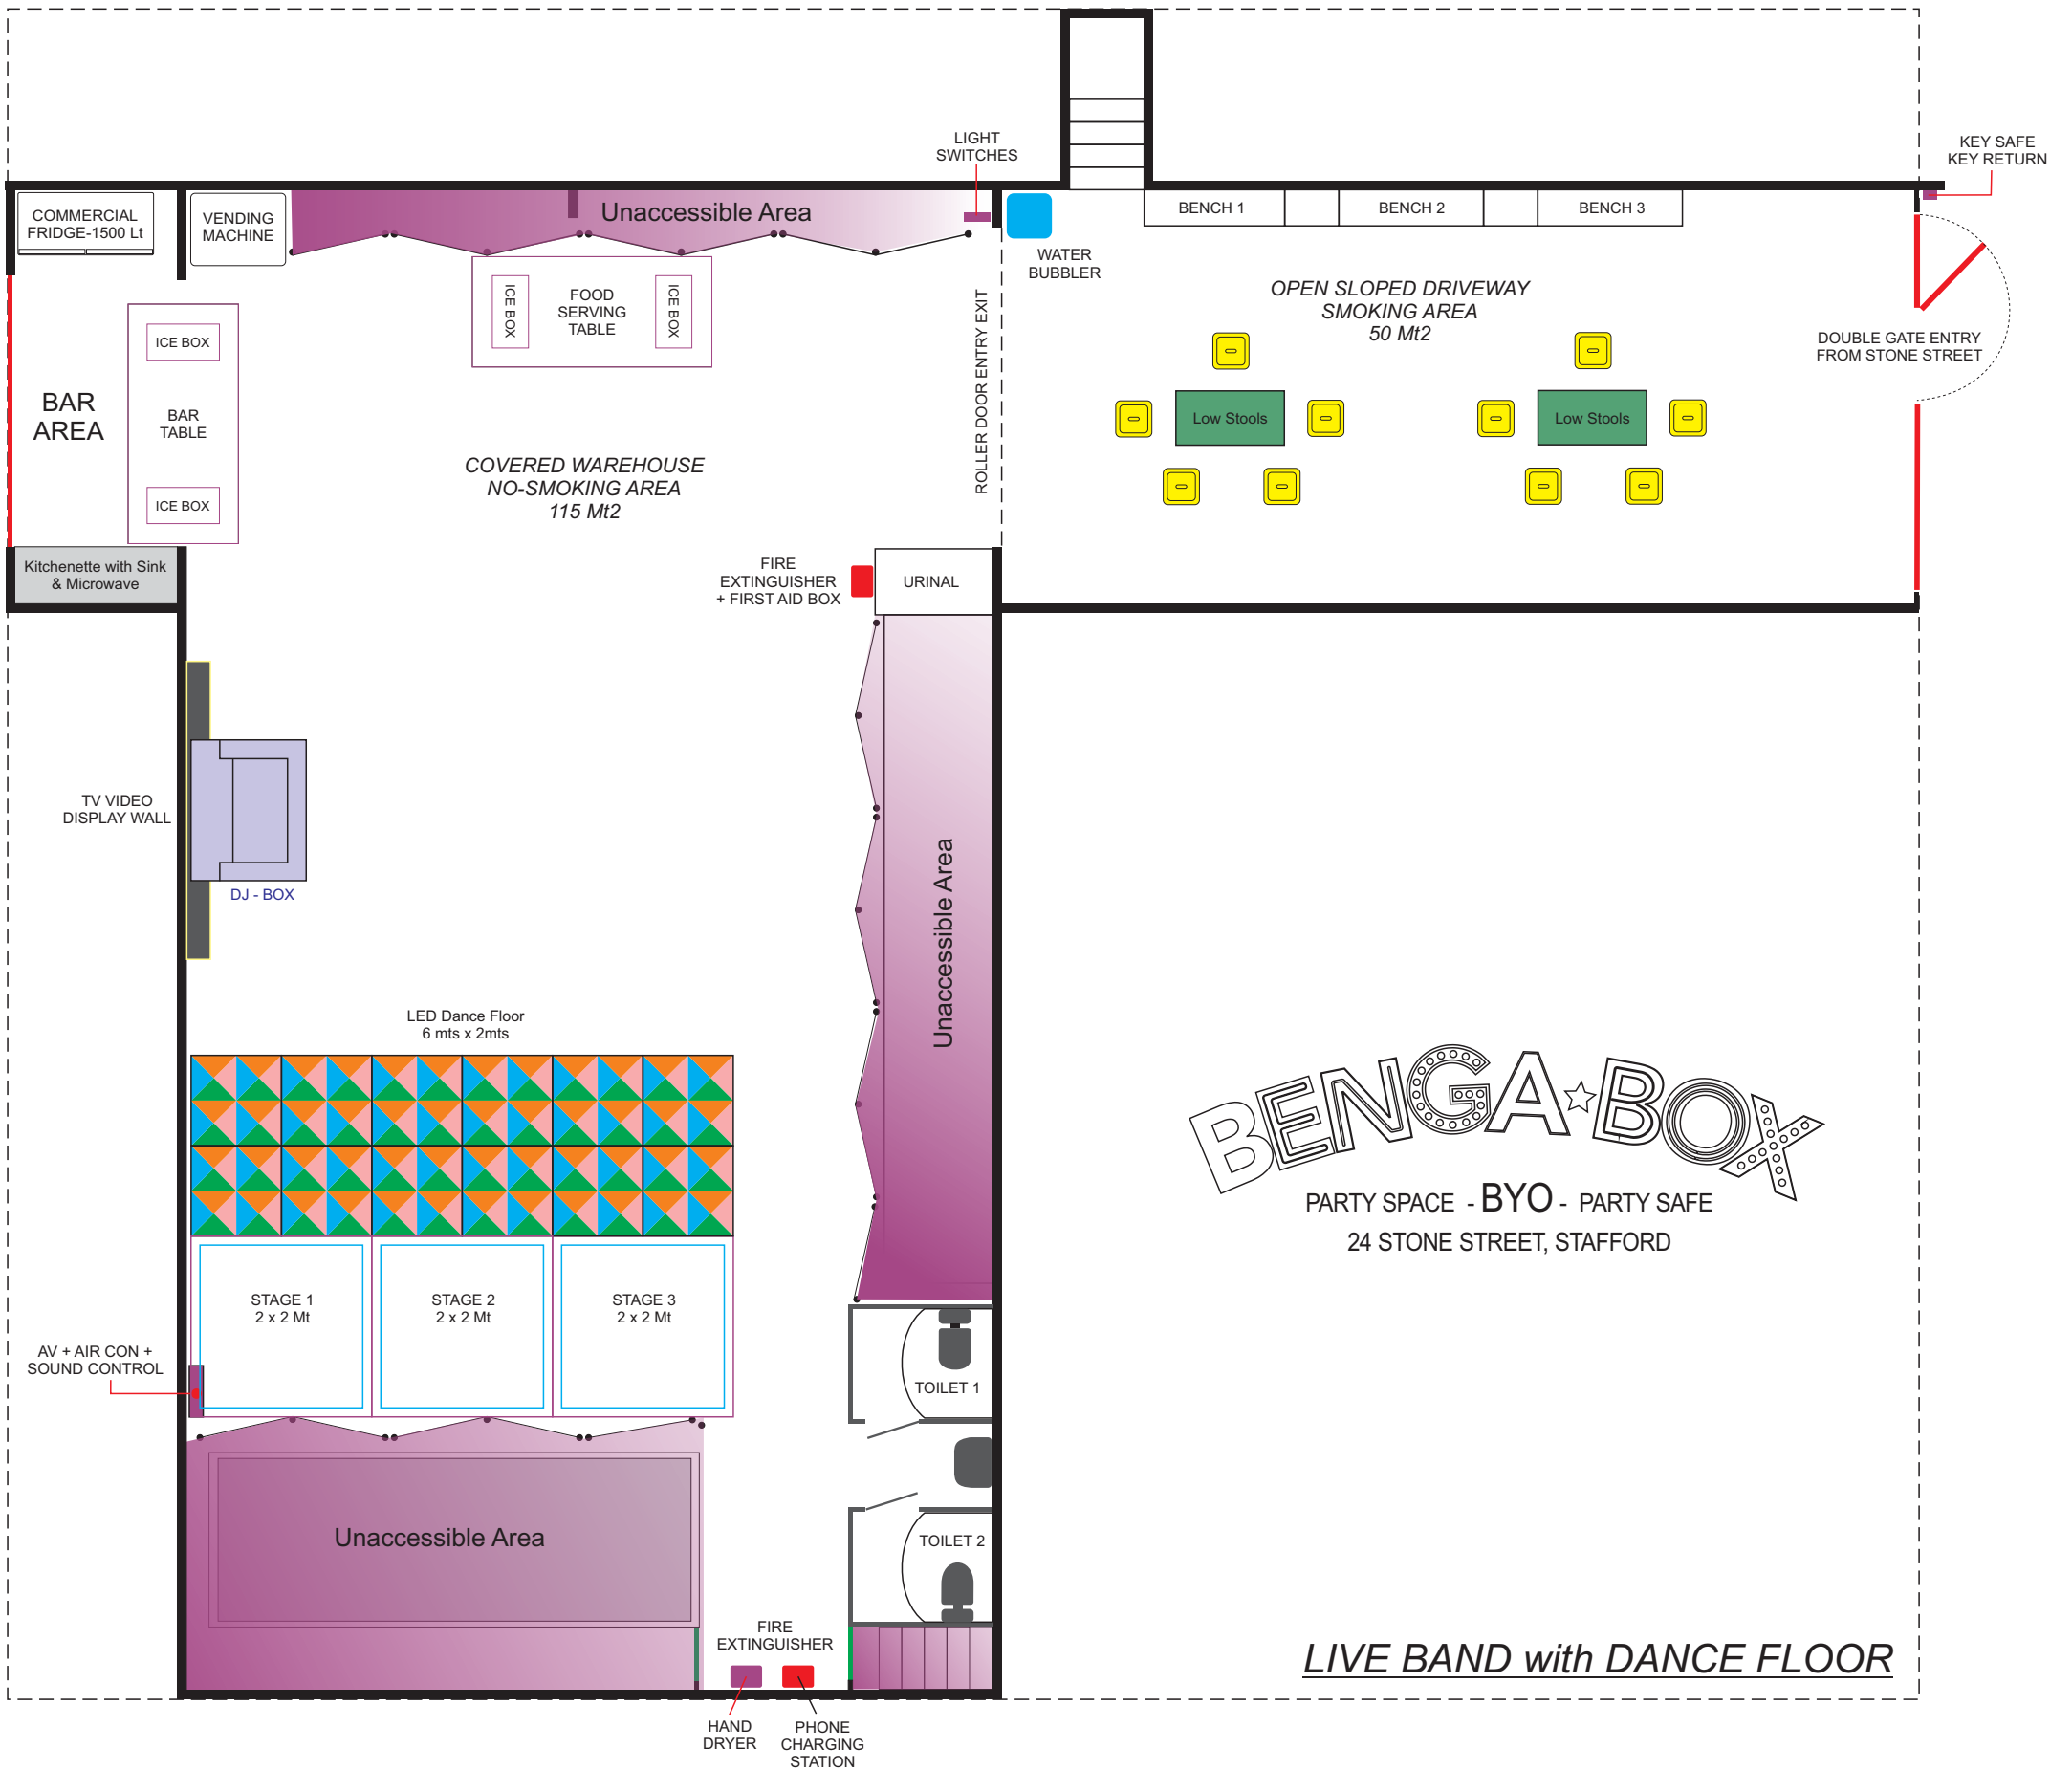 LIGHT
SWITCHES
KEY SAFE
KEY RETURN
COMMERCIAL
FRIDGE-1500 Lt
VENDING
MACHINE
Unaccessible Area
BENCH 1
BENCH 2
BENCH 3
WATER
BUBBLER
ICE BOX
FOOD
SERVING
TABLE
ICE BOX
ROLLER DOOR ENTRY EXIT
OPEN SLOPED DRIVEWAY
SMOKING AREA
50 Mt2
DOUBLE GATE ENTRY
FROM STONE STREET
ICE BOX
BAR
AREA
BAR
TABLE
ICE BOX
Low Stools
Low Stools
COVERED WAREHOUSE
NO-SMOKING AREA
115 Mt2
Kitchenette with Sink
& Microwave
FIRE
EXTINGUISHER
+ FIRST AID BOX
URINAL
TV VIDEO
DISPLAY WALL
DJ - BOX
Unaccessible Area
LED Dance Floor
6 mts x 2mts
BENGA BOX
PARTY SPACE - BYO - PARTY SAFE
24 STONE STREET, STAFFORD
STAGE 1
2 x 2 Mt
STAGE 2
2 x 2 Mt
STAGE 3
2 x 2 Mt
AV + AIR CON +
SOUND CONTROL
TOILET 1
Unaccessible Area
TOILET 2
FIRE
EXTINGUISHER
LIVE BAND with DANCE FLOOR
HAND
DRYER
PHONE
CHARGING
STATION